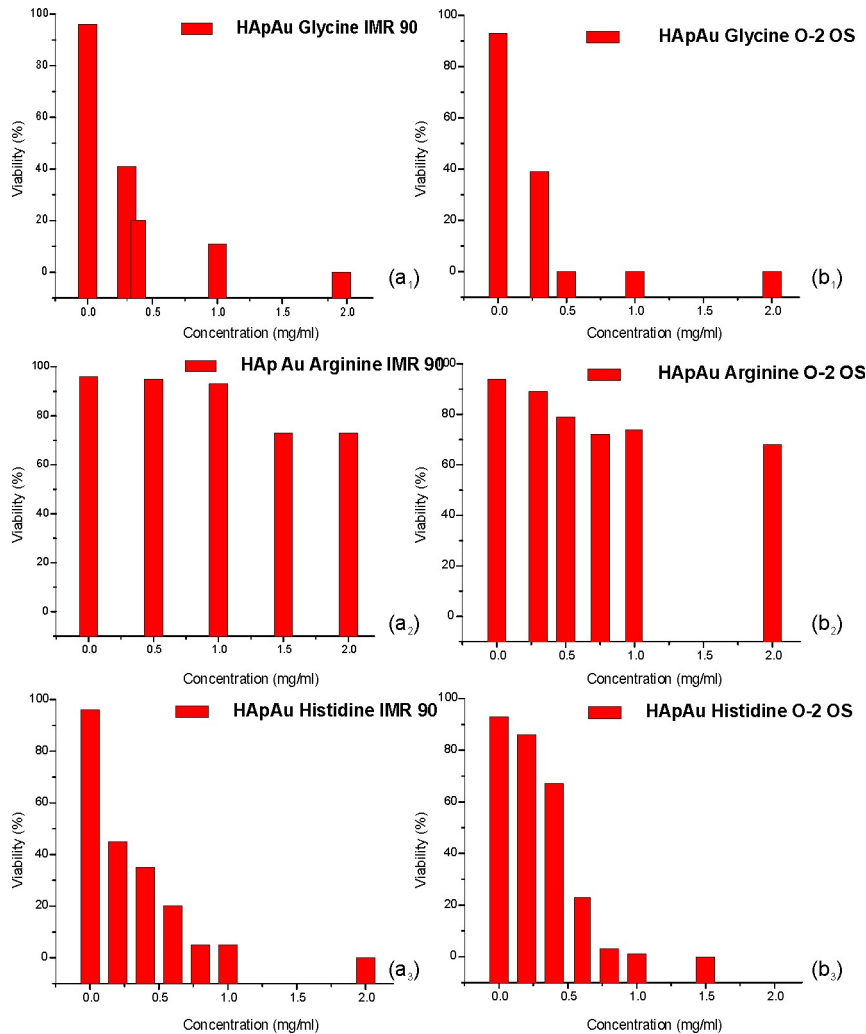 HApAu Glycine IMR 90
100
80
60
40
20
0
Viability (%)
0.0 0.5 1.0 1.5 2.0
Concentration (mg/ml)
(a₁)
HApAu Glycine O-2 OS
100
80
60
40
20
0
Viability (%)
0.0 0.5 1.0 1.5 2.0
Concentration (mg/ml)
(b₁)
HAp Au Arginine IMR 90
100
80
60
40
20
0
Viability (%)
0.0 0.5 1.0 1.5 2.0
Concentration (mg/ml)
(a₂)
HApAu Arginine O-2 OS
100
80
60
40
20
0
Viability (%)
0.0 0.5 1.0 1.5 2.0
Concentration (mg/ml)
(b₂)
HApAu Histidine IMR 90
100
80
60
40
20
0
Viability (%)
0.0 0.5 1.0 1.5 2.0
Concentration (mg/ml)
(a₃)
HApAu Histidine O-2 OS
100
80
60
40
20
0
Viability (%)
0.0 0.5 1.0 1.5 2.0
Concentration (mg/ml)
(b₃)